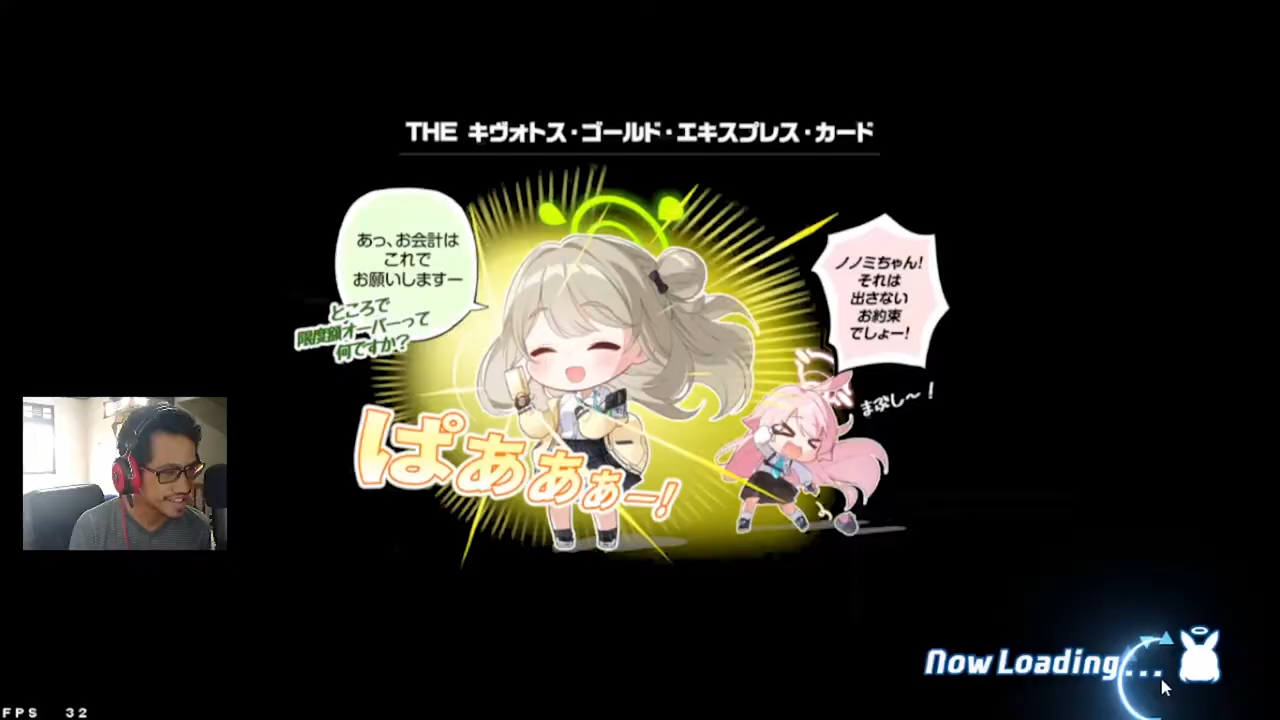 THE キヴォトス・ゴールド・エキスプレス・カード
あっ、お会計は
これで
お願いしますー
ところで
限度額オーバーって
何ですか?
ノノミちゃん!
それは
出さない
お約束
でしょー!
まぶし〜!
ぱぁぁぁー!
Now Loading...
FPS 32